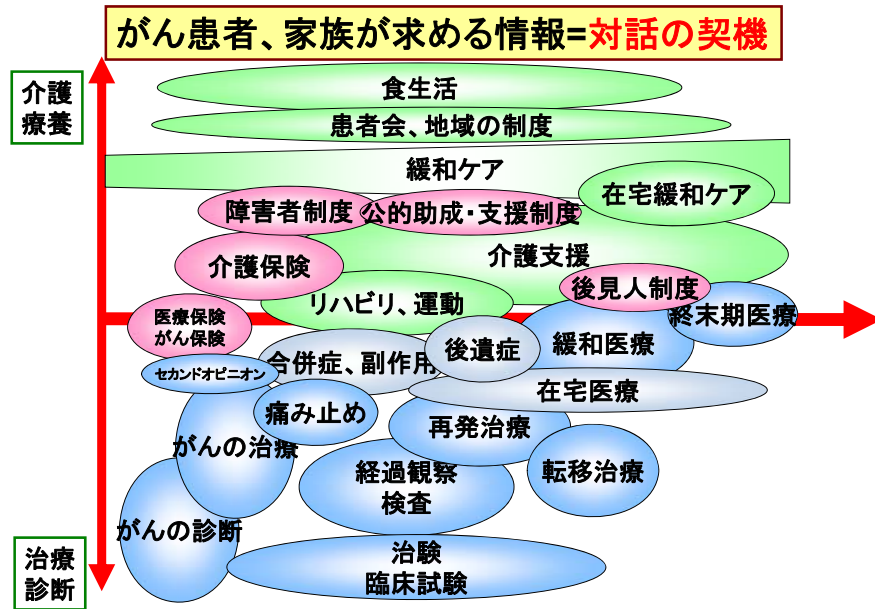 がん患者、家族が求める情報=対話の契機
介護
療養
食生活
患者会、地域の制度
緩和ケア
在宅緩和ケア
障害者制度
公的助成・支援制度
介護支援
介護保険
後見人制度
リハビリ、運動
終末期医療
医療保険
がん保険
後遺症
緩和医療
合併症、副作用
セカンドオピニオン
在宅医療
痛み止め
再発治療
がんの治療
経過観察
検査
転移治療
がんの診断
治験
臨床試験
治療
診断